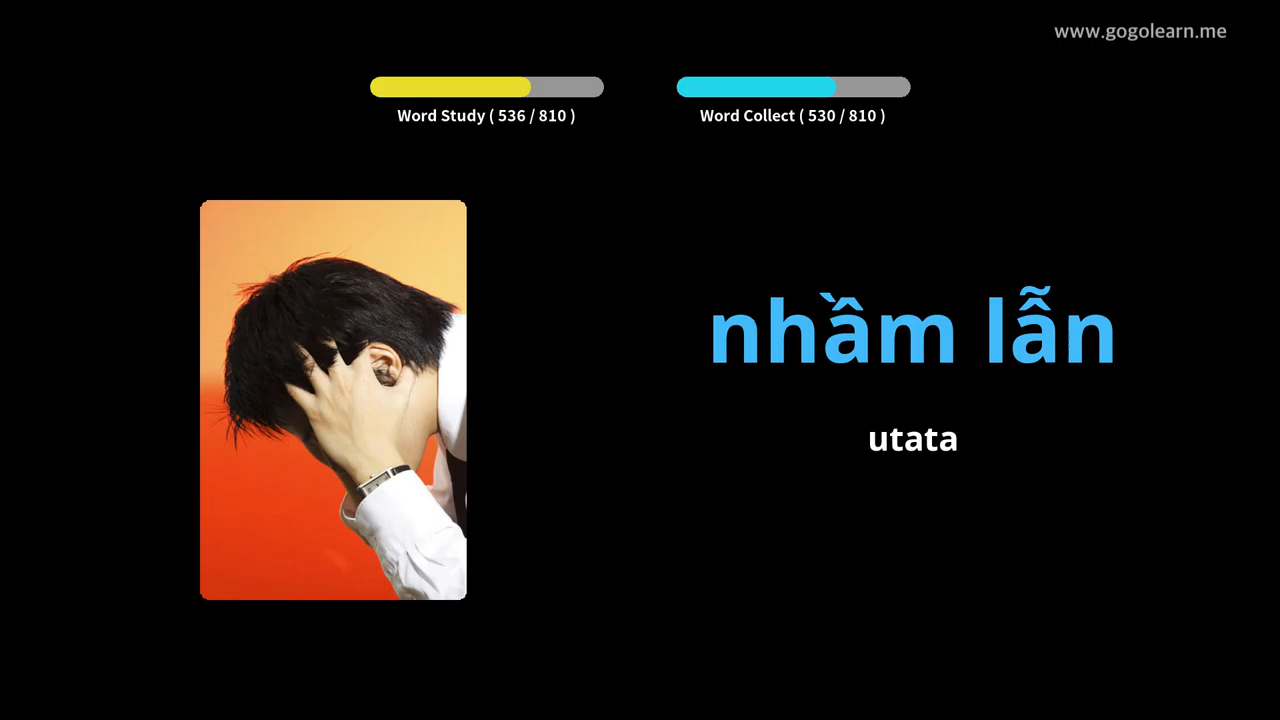 www.gogolearn.me
Word Study ( 536 / 810 )
Word Collect ( 530 / 810 )
nhầm lẫn
utata